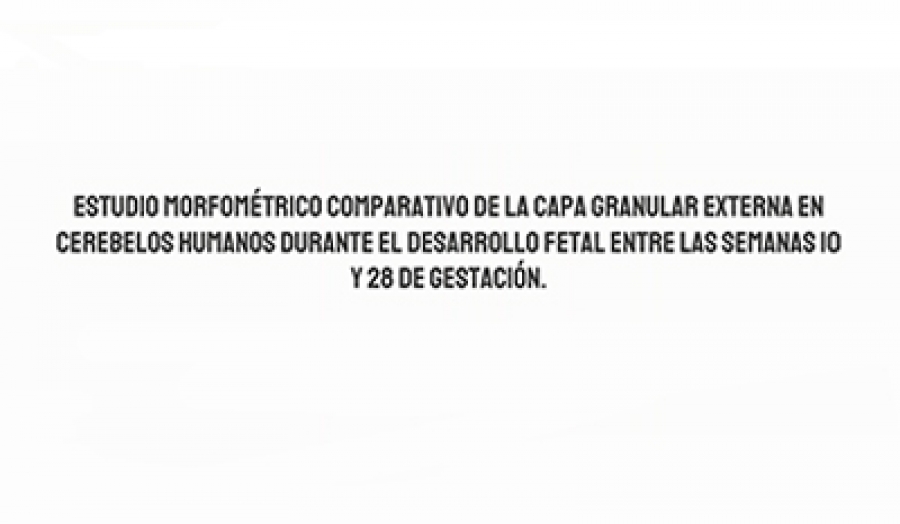 ESTUDIO MORFOMÉTRICO COMPARATIVO DE LA CAPA GRANULAR EXTERNA EN
CEREBELOS HUMANOS DURANTE EL DESARROLLO FETAL ENTRE LAS SEMANAS 10
Y 28 DE GESTACIÓN.